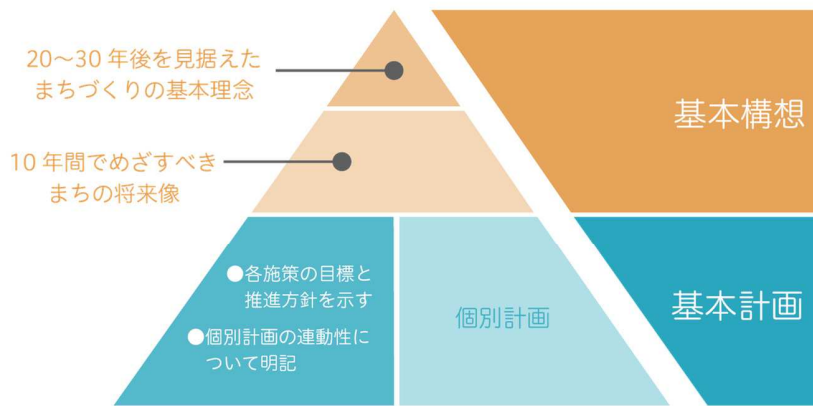 20〜30 年後を見据えた
まちづくりの基本理念
基本構想
10 年間でめざすべき
まちの将来像
●各施策の目標と
推進方針を示す
●個別計画の連動性に
ついて明記
個別計画
基本計画